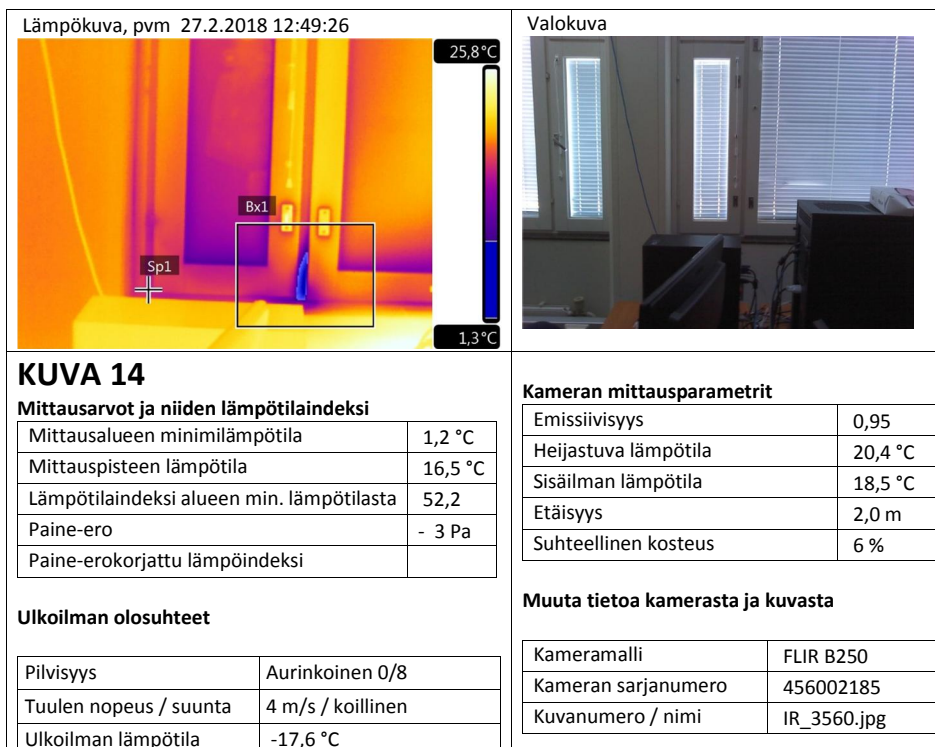 Lämpökuva, pvm 27.2.2018 12:49:26
25,8°C
Bx1
Sp1
1,3°C
Valokuva
KUVA 14
Mittausarvot ja niiden lämpötilaindeksi
Mittausalueen minimilämpötila 1,2 °C
Mittauspisteen lämpötila 16,5 °C
Lämpötilaindeksi alueen min. lämpötilasta 52,2
Paine-ero - 3 Pa
Paine-erokorjattu lämpöindeksi
Ulkoilman olosuhteet
Pilvisyys Aurinkoinen 0/8
Tuulen nopeus / suunta 4 m/s / koillinen
Ulkoilman lämpötila -17,6 °C
Kameran mittausparametrit
Emissiivisyys 0,95
Heijastuva lämpötila 20,4 °C
Sisäilman lämpötila 18,5 °C
Etäisyys 2,0 m
Suhteellinen kosteus 6 %
Muuta tietoa kamerasta ja kuvasta
Kameramalli FLIR B250
Kameran sarjanumero 456002185
Kuvanumero / nimi IR_3560.jpg